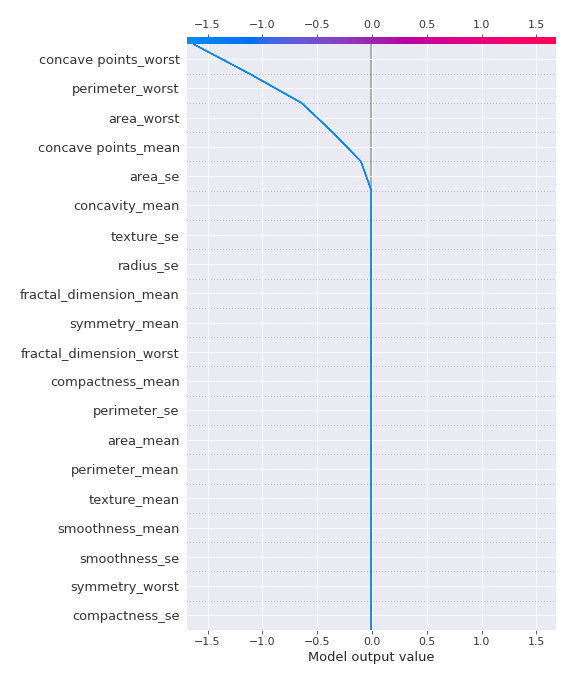 −1.5 −1.0 −0.5 0.0 0.5 1.0 1.5
concave points_worst
perimeter_worst
area_worst
concave points_mean
area_se
concavity_mean
texture_se
radius_se
fractal_dimension_mean
symmetry_mean
fractal_dimension_worst
compactness_mean
perimeter_se
area_mean
perimeter_mean
texture_mean
smoothness_mean
smoothness_se
symmetry_worst
compactness_se
−1.5 −1.0 −0.5 0.0 0.5 1.0 1.5
Model output value